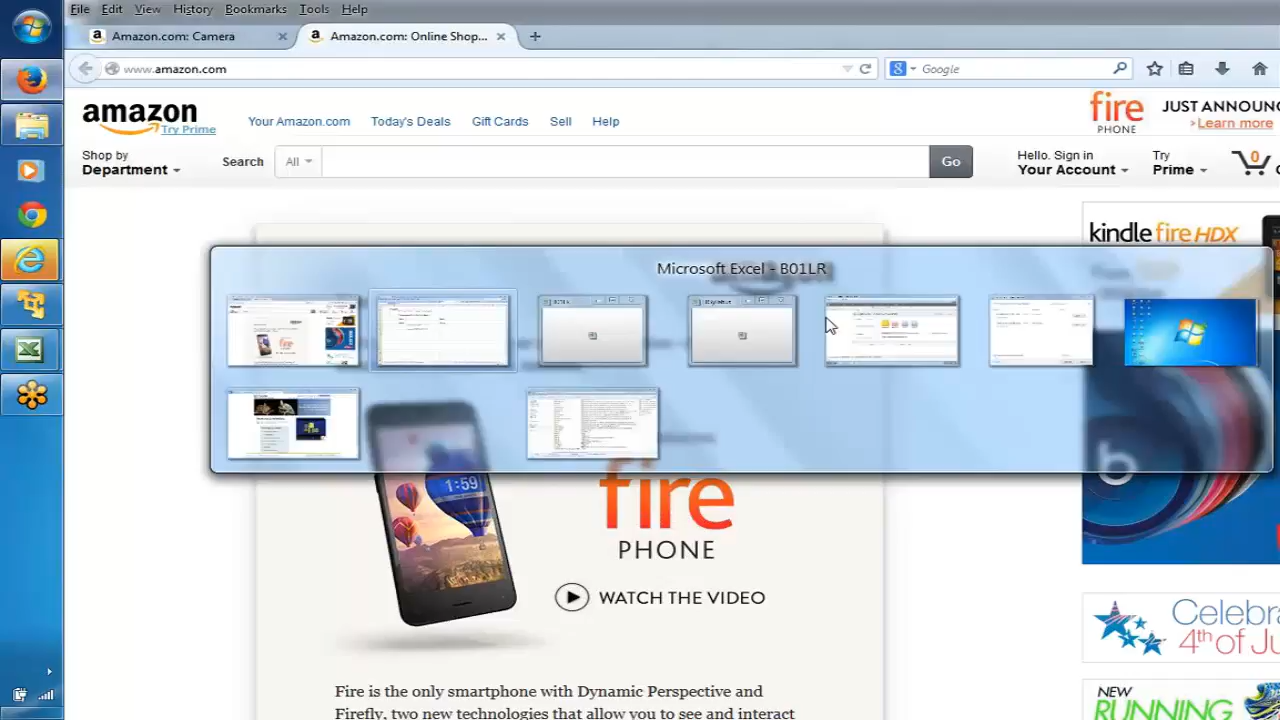 File Edit View History Bookmarks Tools Help
Amazon.com: Camera
Amazon.com: Online Shop...
www.amazon.com
Google
amazon
Try Prime
Your Amazon.com Today's Deals Gift Cards Sell Help
fire
PHONE
JUST ANNOUN
Learn more
Shop by
Department
Search
All
Go
Hello. Sign in
Your Account
Try
Prime
0
kindle fire HDX
Microsoft Excel - B01LR
1:59
fire
PHONE
WATCH THE VIDEO
Fire is the only smartphone with Dynamic Perspective and
Firefly, two new technologies that allow you to see and interact
Celebra
4th of Ju
NEW
RUNNING